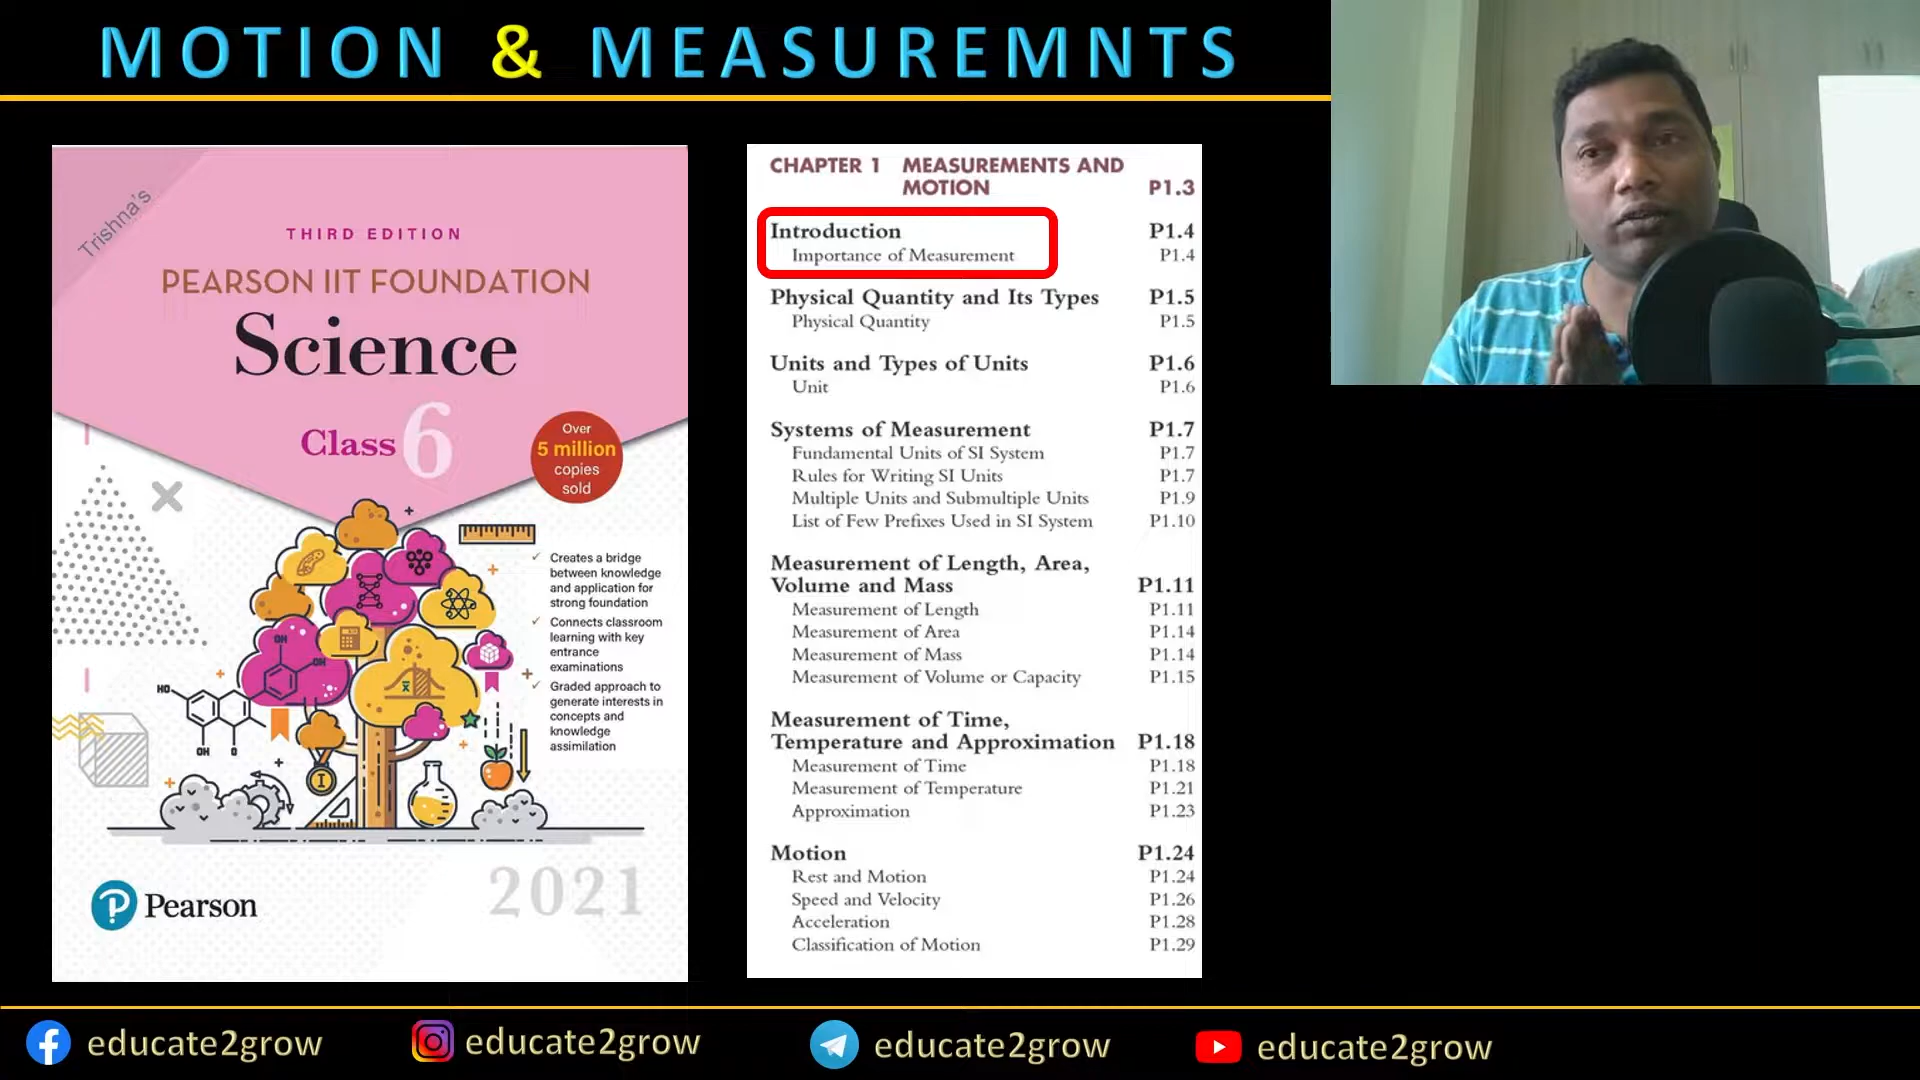 MOTION & MEASUREMNTS
Trishna's
THIRD EDITION
PEARSON IIT FOUNDATION
Science
Class 6
Over
5 million
copies
sold
Creates a bridge
between knowledge
and application for
strong foundation
Connects classroom
learning with key
entrance
examinations
Graded approach to
generate interests in
concepts and
knowledge
assimilation
OH
OH
HO
OH
O
x̄
I
2021
P Pearson
CHAPTER 1 MEASUREMENTS AND
MOTION P1.3
Introduction P1.4
Importance of Measurement P1.4
Physical Quantity and Its Types P1.5
Physical Quantity P1.5
Units and Types of Units P1.6
Unit P1.6
Systems of Measurement P1.7
Fundamental Units of SI System P1.7
Rules for Writing SI Units P1.7
Multiple Units and Submultiple Units P1.9
List of Few Prefixes Used in SI System P1.10
Measurement of Length, Area,
Volume and Mass P1.11
Measurement of Length P1.11
Measurement of Area P1.14
Measurement of Mass P1.14
Measurement of Volume or Capacity P1.15
Measurement of Time,
Temperature and Approximation P1.18
Measurement of Time P1.18
Measurement of Temperature P1.21
Approximation P1.23
Motion P1.24
Rest and Motion P1.24
Speed and Velocity P1.26
Acceleration P1.28
Classification of Motion P1.29
educate2grow educate2grow educate2grow educate2grow